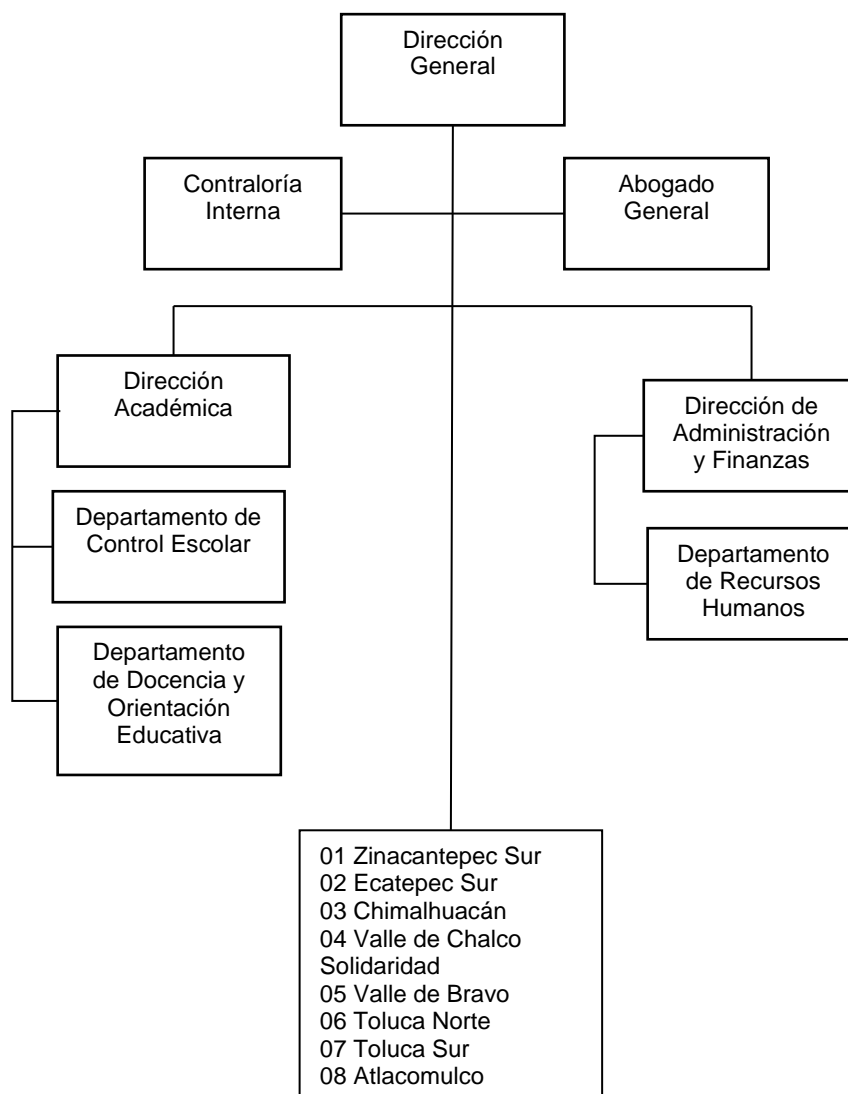 Dirección
General
Contraloría
Interna
Abogado
General
Dirección
Académica
Dirección de
Administración
y Finanzas
Departamento de
Control Escolar
Departamento
de Recursos
Humanos
Departamento
de Docencia y
Orientación
Educativa
01 Zinacantepec Sur
02 Ecatepec Sur
03 Chimalhuacán
04 Valle de Chalco
Solidaridad
05 Valle de Bravo
06 Toluca Norte
07 Toluca Sur
08 Atlacomulco